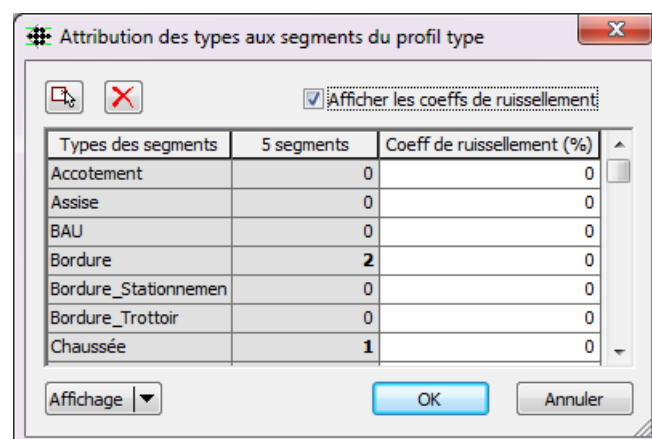 Attribution des types aux segments du profil type
Afficher les coeffs de ruissellement
Types des segments 5 segments Coeff de ruissellement (%)
Accotement 0 0
Assise 0 0
BAU 0 0
Bordure 2 0
Bordure_Stationnemen 0 0
Bordure_Trottoir 0 0
Chaussée 1 0
Affichage OK Annuler